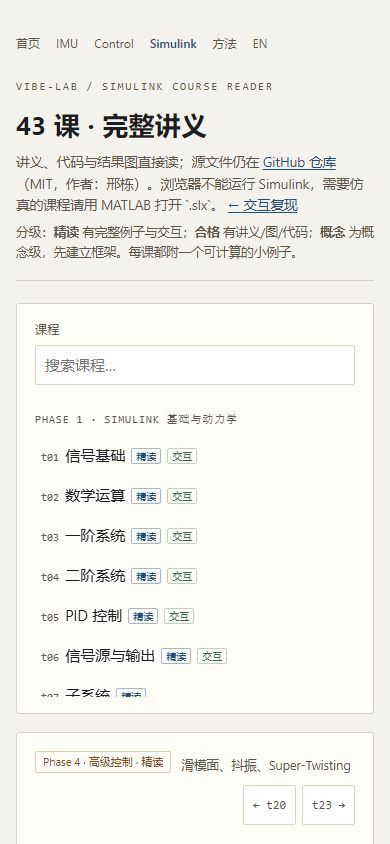 首页 IMU Control Simulink 方法 EN
VIBE-LAB / SIMULINK COURSE READER
43 课 · 完整讲义
讲义、代码与结果图直接读；源文件仍在 GitHub 仓库
（MIT，作者：邢栋）。浏览器不能运行 Simulink，需要仿
真的课程请用 MATLAB 打开 `.slx`。 ← 交互复现
分级：精读 有完整例子与交互；合格 有讲义/图/代码；概念 为概
念级，先建立框架。每课都附一个可计算的小例子。
课程
搜索课程...
PHASE 1 · SIMULINK 基础与动力学
t01 信号基础 精读 交互
t02 数学运算 精读 交互
t03 一阶系统 精读 交互
t04 二阶系统 精读 交互
t05 PID 控制 精读 交互
t06 信号源与输出 精读 交互
t07 子系统 精读
Phase 4 · 高级控制 · 精读 滑模面、抖振、Super-Twisting
← t20 t23 →